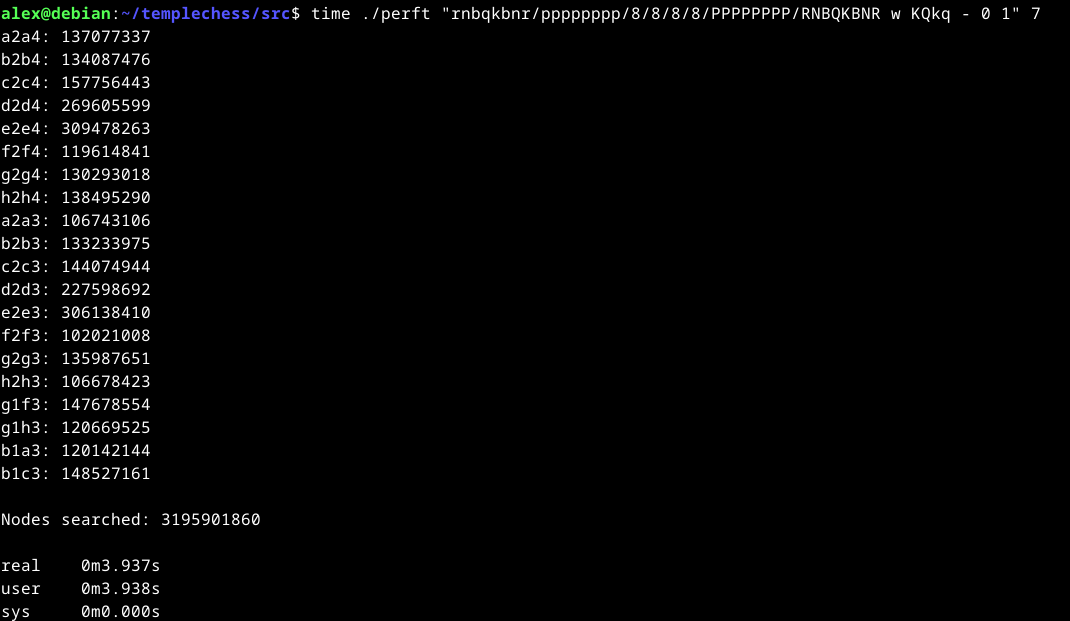 alex@debian:~/templechess/src$ time ./perft "rnbqkbnr/pppppppp/8/8/8/8/PPPPPPPP/RNBQKBNR w KQkq - 0 1" 7
a2a4: 137077337
b2b4: 134087476
c2c4: 157756443
d2d4: 269605599
e2e4: 309478263
f2f4: 119614841
g2g4: 130293018
h2h4: 138495290
a2a3: 106743106
b2b3: 133233975
c2c3: 144074944
d2d3: 227598692
e2e3: 306138410
f2f3: 102021008
g2g3: 135987651
h2h3: 106678423
g1f3: 147678554
g1h3: 120669525
b1a3: 120142144
b1c3: 148527161
Nodes searched: 3195901860
real 0m3.937s
user 0m3.938s
sys 0m0.000s